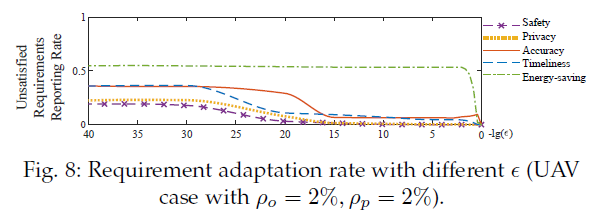 1
0.5
0
Unsatisfied
Requirements
Reporting Rate
40 35 30 25 20 15 10 5 0 -lg(ϵ)
Safety
Privacy
Accuracy
Timeliness
Energy-saving
Fig. 8: Requirement adaptation rate with different ϵ (UAV
case with ρo = 2%, ρp = 2%).